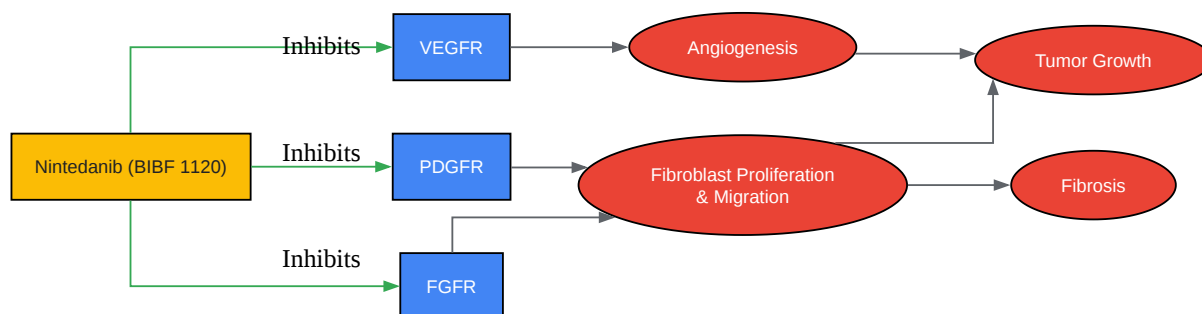 Inhibits
VEGFR
Angiogenesis
Tumor Growth
Nintedanib (BIBF 1120)
Inhibits
PDGFR
Fibroblast Proliferation
& Migration
Fibrosis
Inhibits
FGFR